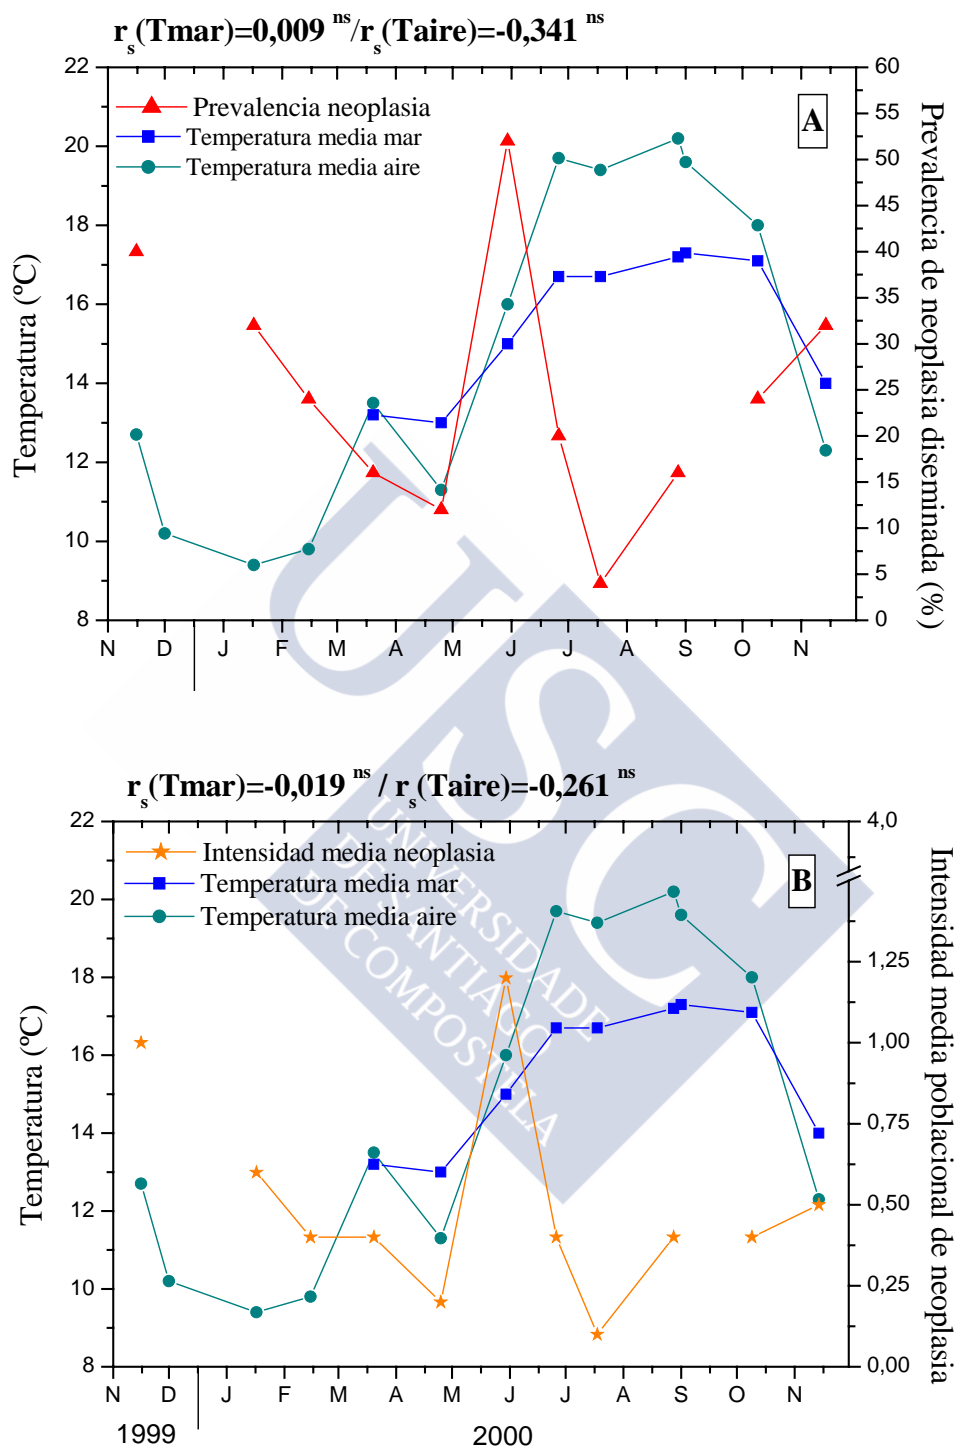 rs(Tmar)=0,009 ns/rs(Taire)=-0,341 ns
22
20
18
16
14
12
10
8
Temperatura (ºC)
Prevalencia neoplasia
Temperatura media mar
Temperatura media aire
A
60
55
50
45
40
35
30
25
20
15
10
5
0
Prevalencia de neoplasia diseminada (%)
N D J F M A M J J A S O N
rs(Tmar)=-0,019 ns / rs(Taire)=-0,261 ns
22
20
18
16
14
12
10
8
Temperatura (ºC)
Intensidad media neoplasia
Temperatura media mar
Temperatura media aire
B
4,0
1,25
1,00
0,75
0,50
0,25
0,00
Intensidad media poblacional de neoplasia
N D J F M A M J J A S O N
1999 2000
USC
UNIVERSIDADE
DE SANTIAGO
DE COMPOSTELA